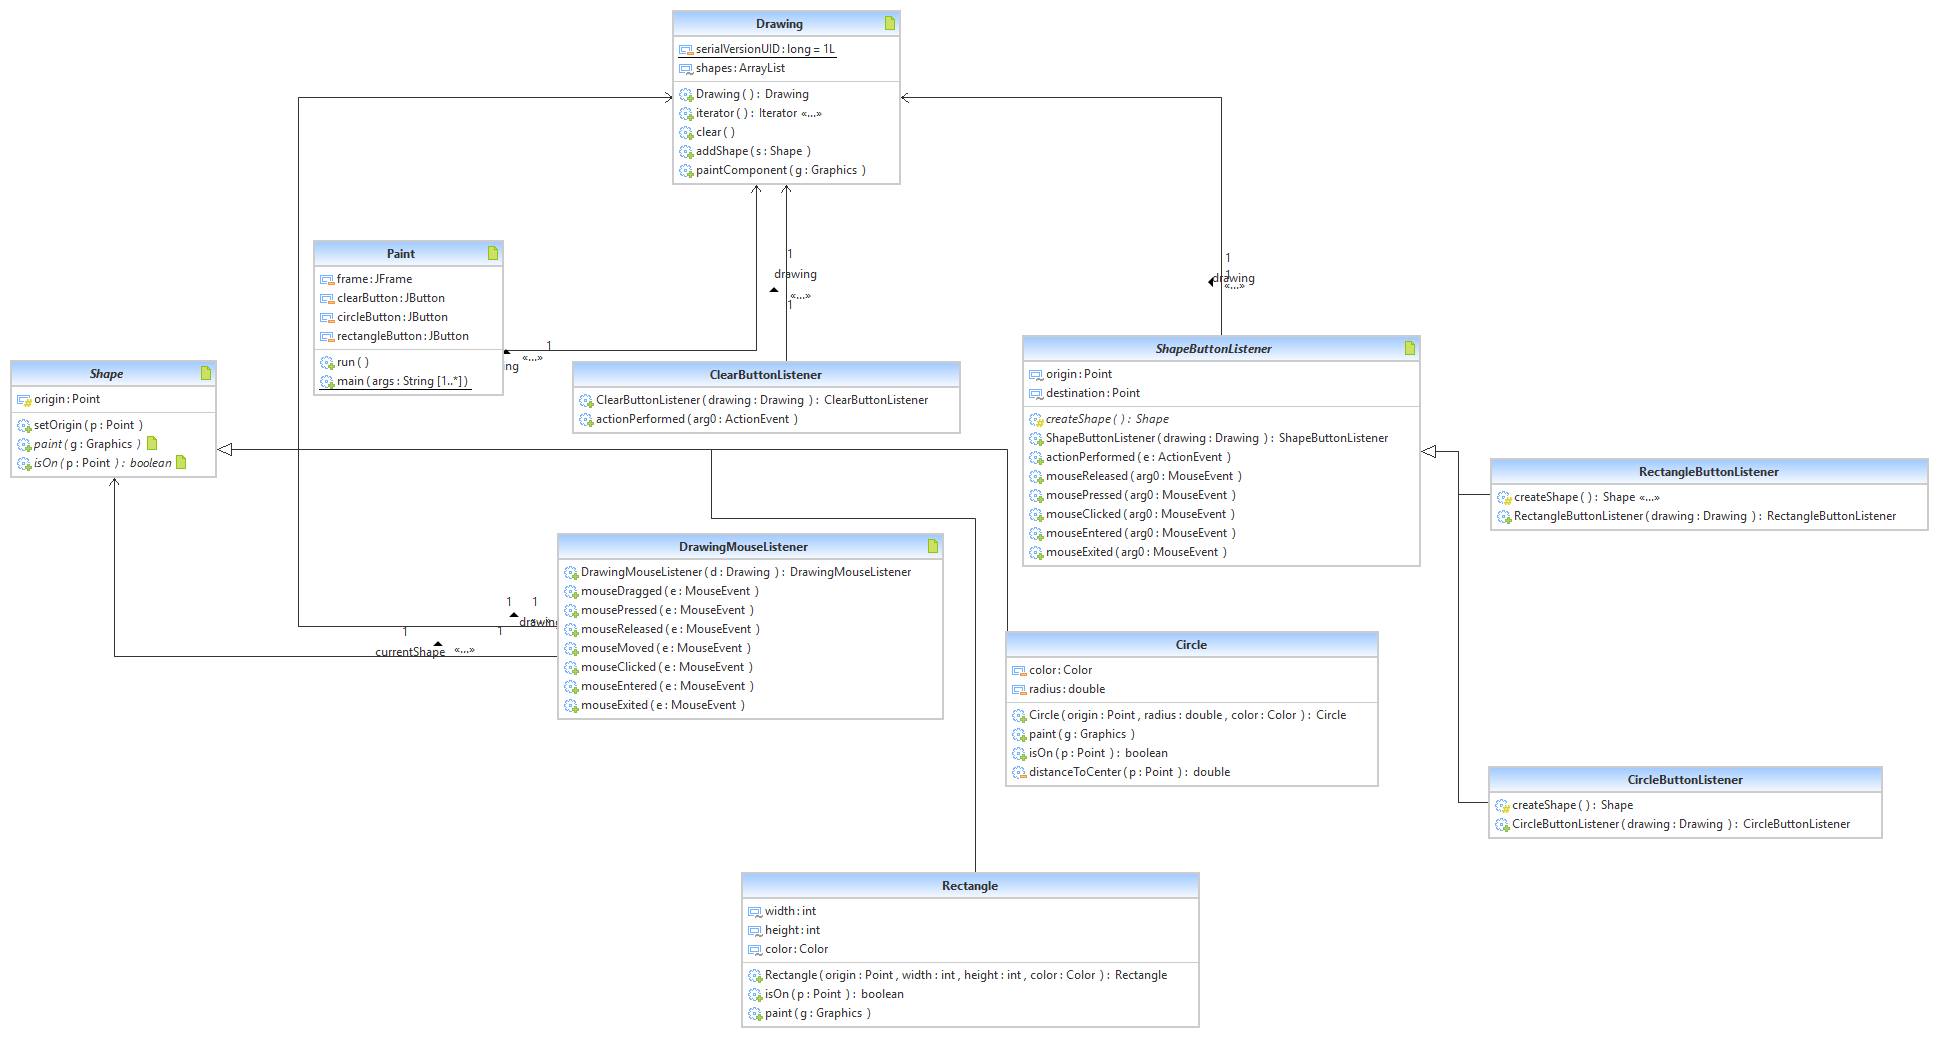 Drawing
serialVersionUID : long = 1L
shapes : ArrayList
Drawing ( ) : Drawing
iterator ( ) : Iterator «...»
clear ( )
addShape ( s : Shape )
paintComponent ( g : Graphics )
Paint
frame : JFrame
clearButton : JButton
circleButton : JButton
rectangleButton : JButton
run ( )
main ( args : String [1..*] )
1
«...»
ing
1
drawing
«...»
1
1
drawing
1
«...»
Shape
origin : Point
setOrigin ( p : Point )
paint ( g : Graphics )
isOn ( p : Point ) : boolean
ClearButtonListener
ClearButtonListener ( drawing : Drawing ) : ClearButtonListener
actionPerformed ( arg0 : ActionEvent )
ShapeButtonListener
origin : Point
destination : Point
createShape ( ) : Shape
ShapeButtonListener ( drawing : Drawing ) : ShapeButtonListener
actionPerformed ( e : ActionEvent )
mouseReleased ( arg0 : MouseEvent )
mousePressed ( arg0 : MouseEvent )
mouseClicked ( arg0 : MouseEvent )
mouseEntered ( arg0 : MouseEvent )
mouseExited ( arg0 : MouseEvent )
RectangleButtonListener
createShape ( ) : Shape «...»
RectangleButtonListener ( drawing : Drawing ) : RectangleButtonListener
DrawingMouseListener
DrawingMouseListener ( d : Drawing ) : DrawingMouseListener
mouseDragged ( e : MouseEvent )
mousePressed ( e : MouseEvent )
mouseReleased ( e : MouseEvent )
mouseMoved ( e : MouseEvent )
mouseClicked ( e : MouseEvent )
mouseEntered ( e : MouseEvent )
mouseExited ( e : MouseEvent )
1 1
drawing
1 1
currentShape «...»
Circle
color : Color
radius : double
Circle ( origin : Point , radius : double , color : Color ) : Circle
paint ( g : Graphics )
isOn ( p : Point ) : boolean
distanceToCenter ( p : Point ) : double
CircleButtonListener
createShape ( ) : Shape
CircleButtonListener ( drawing : Drawing ) : CircleButtonListener
Rectangle
width : int
height : int
color : Color
Rectangle ( origin : Point , width : int , height : int , color : Color ) : Rectangle
isOn ( p : Point ) : boolean
paint ( g : Graphics )